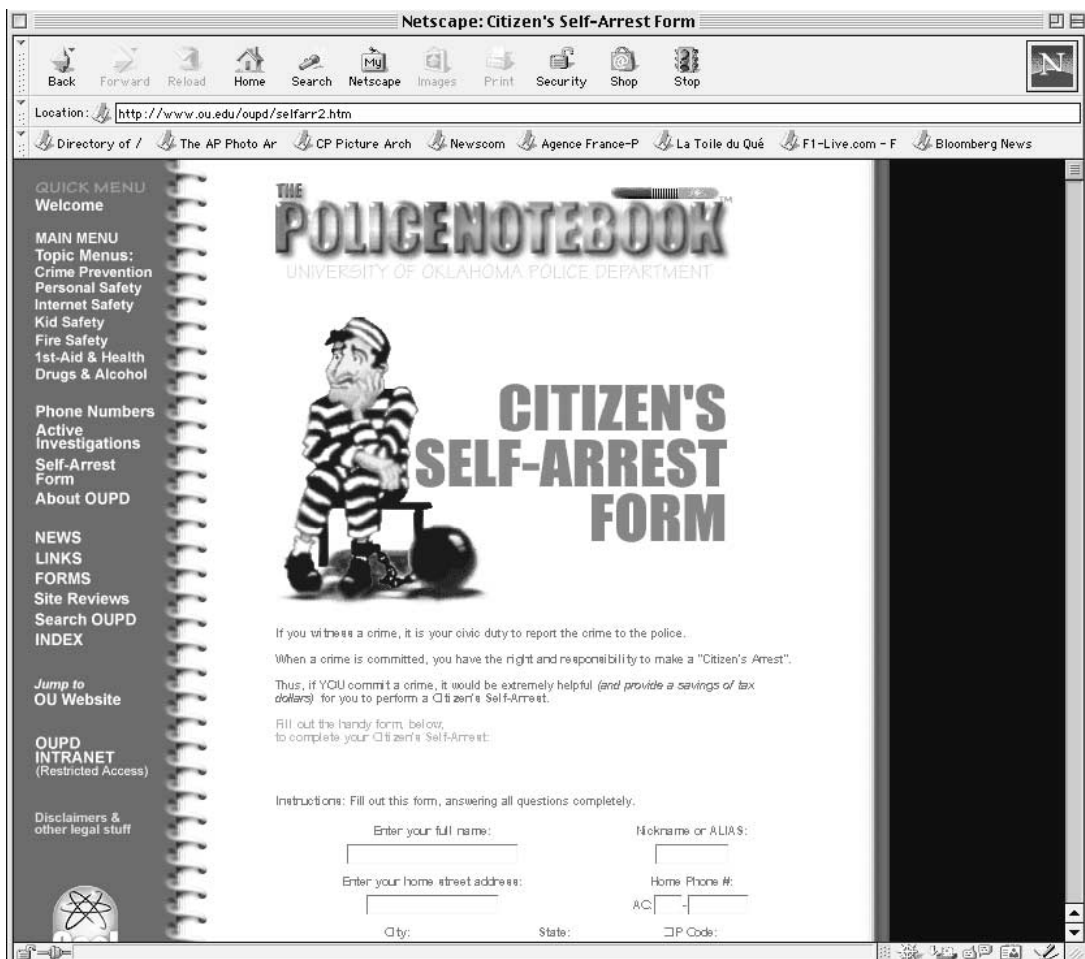 Netscape: Citizen's Self-Arrest Form
Back Forward Reload Home Search Netscape Images Print Security Shop Stop
My
N
Location: http://www.ou.edu/oupd/selfarr2.htm
Directory of / The AP Photo Ar CP Picture Arch Newscom Agence France-P La Toile du Qué F1-Live.com - F Bloomberg News
QUICK MENU
Welcome
MAIN MENU
Topic Menus:
Crime Prevention
Personal Safety
Internet Safety
Kid Safety
Fire Safety
1st-Aid & Health
Drugs & Alcohol
Phone Numbers
Active
Investigations
Self-Arrest
Form
About OUPD
NEWS
LINKS
FORMS
Site Reviews
Search OUPD
INDEX
Jump to
OU Website
OUPD
INTRANET
(Restricted Access)
Disclaimers &
other legal stuff
THE
POLICENOTEBOOK™
UNIVERSITY OF OKLAHOMA POLICE DEPARTMENT
CITIZEN'S
SELF-ARREST
FORM
If you witness a crime, it is your civic duty to report the crime to the police.
When a crime is committed, you have the right and responsibility to make a "Citizen's Arrest".
Thus, if YOU commit a crime, it would be extremely helpful (and provide a savings of tax
dollars) for you to perform a Citizen's Self-Arrest.
Fill out the handy form, below,
to complete your Citizen's Self-Arrest:
Instructions: Fill out this form, answering all questions completely.
Enter your full name: Nickname or ALIAS:
Enter your home street address: Home Phone #:
AC: -
City: State: ZIP Code: